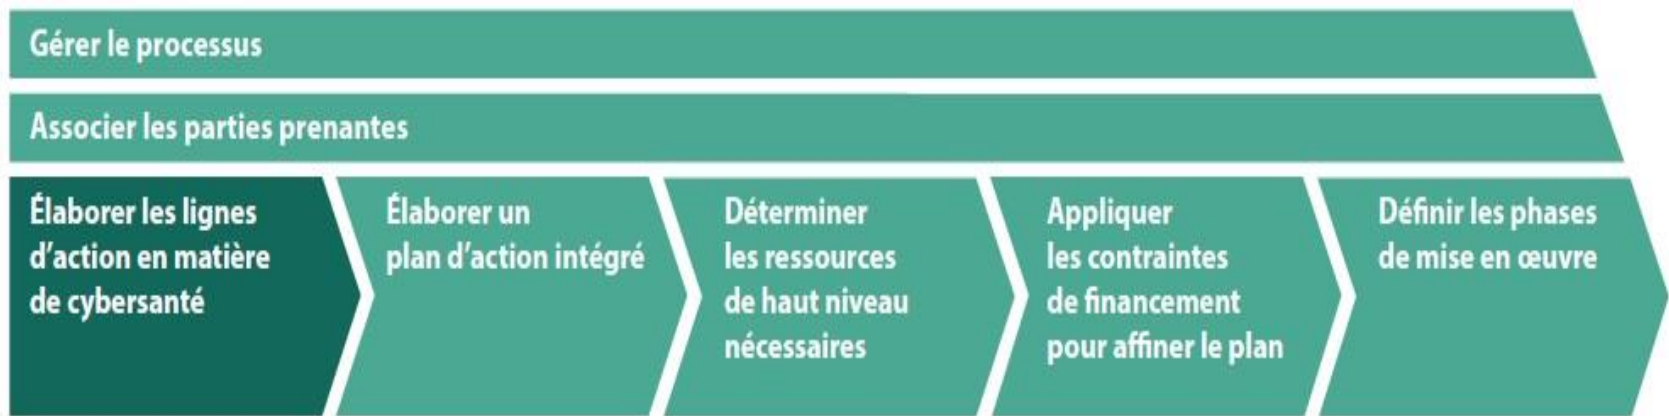 Gérer le processus
Associer les parties prenantes
Élaborer les lignes
d’action en matière
de cybersanté
Élaborer un
plan d’action intégré
Déterminer
les ressources
de haut niveau
nécessaires
Appliquer
les contraintes
de financement
pour affiner le plan
Définir les phases
de mise en œuvre